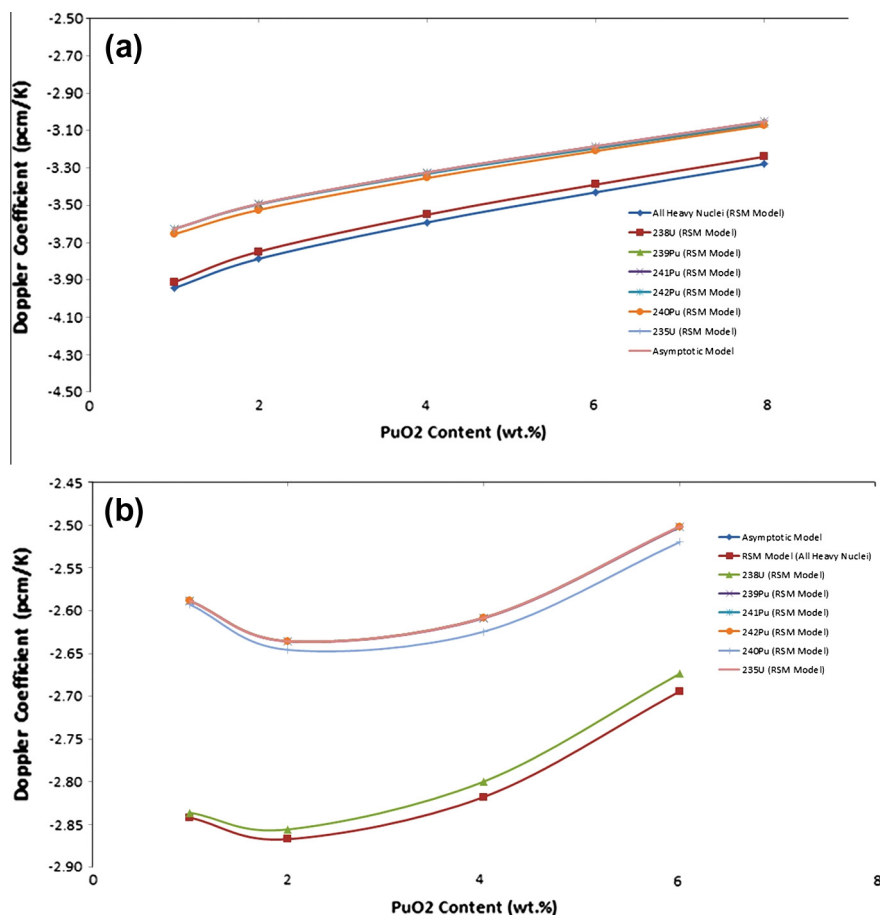 (a)
Doppler Coefficient (pcm/K)
-2.50
-2.70
-2.90
-3.10
-3.30
-3.50
-3.70
-3.90
-4.10
-4.30
-4.50
0
2
4
6
8
PuO2 Content (wt.%)
All Heavy Nuclei (RSM Model)
238U (RSM Model)
239Pu (RSM Model)
241Pu (RSM Model)
242Pu (RSM Model)
240Pu (RSM Model)
235U (RSM Model)
Asymptotic Model
(b)
Doppler Coefficient (pcm/K)
-2.45
-2.50
-2.55
-2.60
-2.65
-2.70
-2.75
-2.80
-2.85
-2.90
0
2
4
6
8
PuO2 Content (wt.%)
Asymptotic Model
RSM Model (All Heavy Nuclei)
238U (RSM Model)
239Pu (RSM Model)
241Pu (RSM Model)
242Pu (RSM Model)
240Pu (RSM Model)
235U (RSM Model)